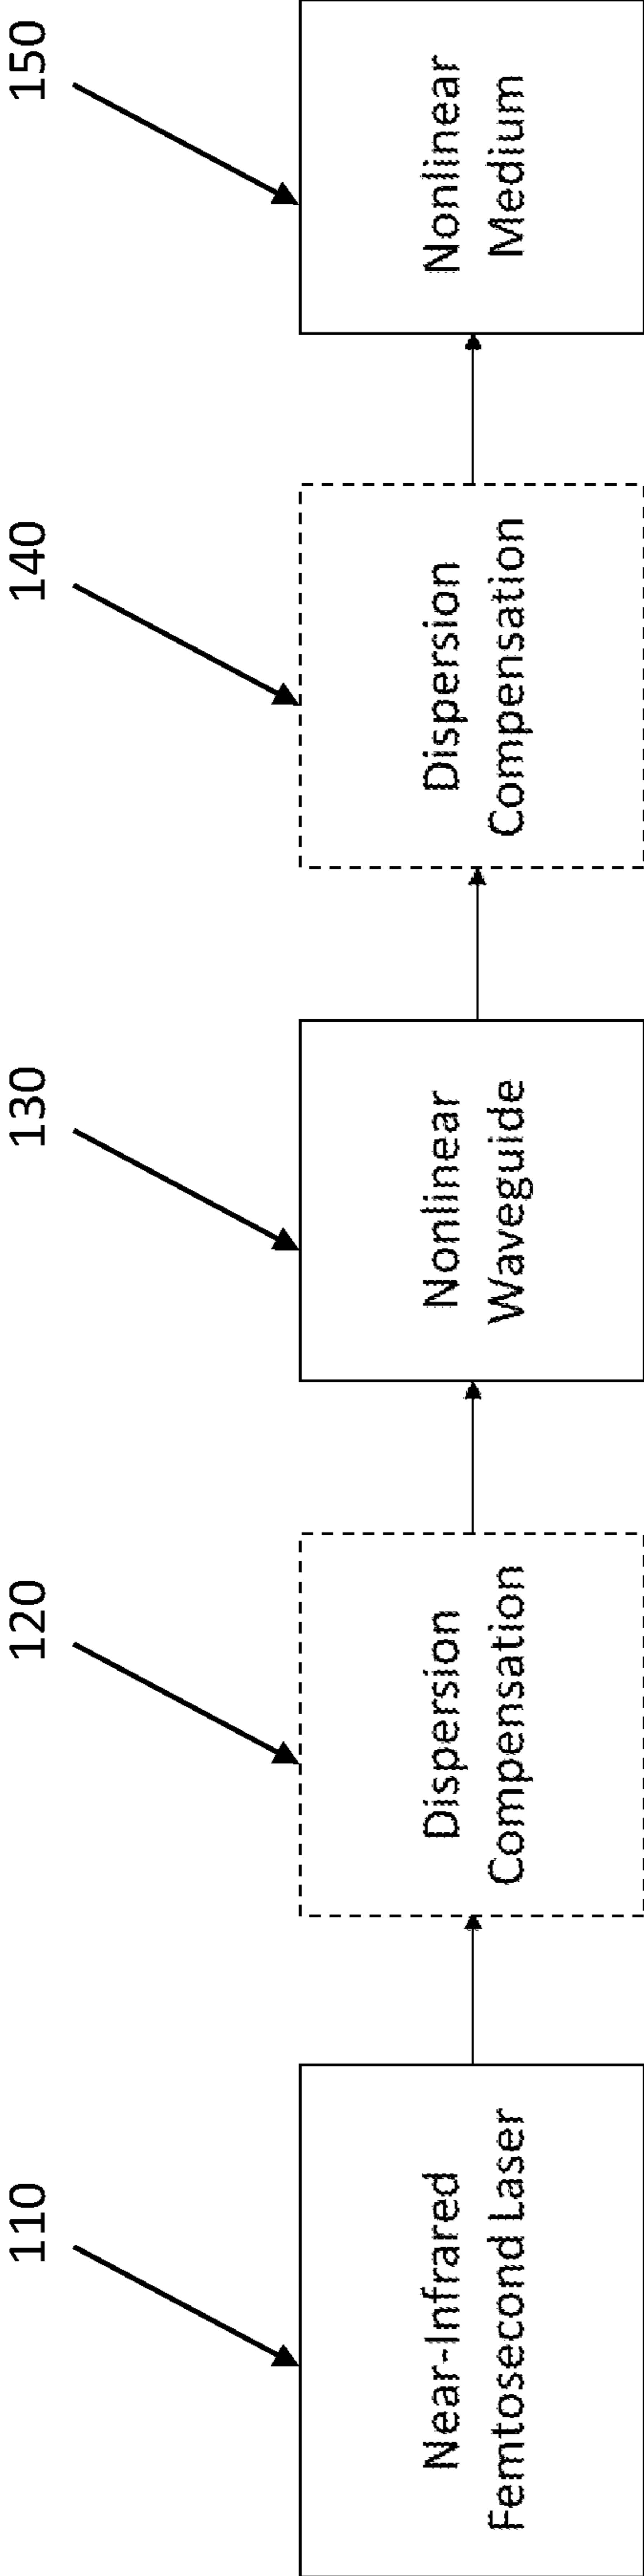 110
120
130
140
150
Near-Infrared
Femtosecond Laser
Dispersion
Compensation
Nonlinear
Waveguide
Dispersion
Compensation
Nonlinear
Medium